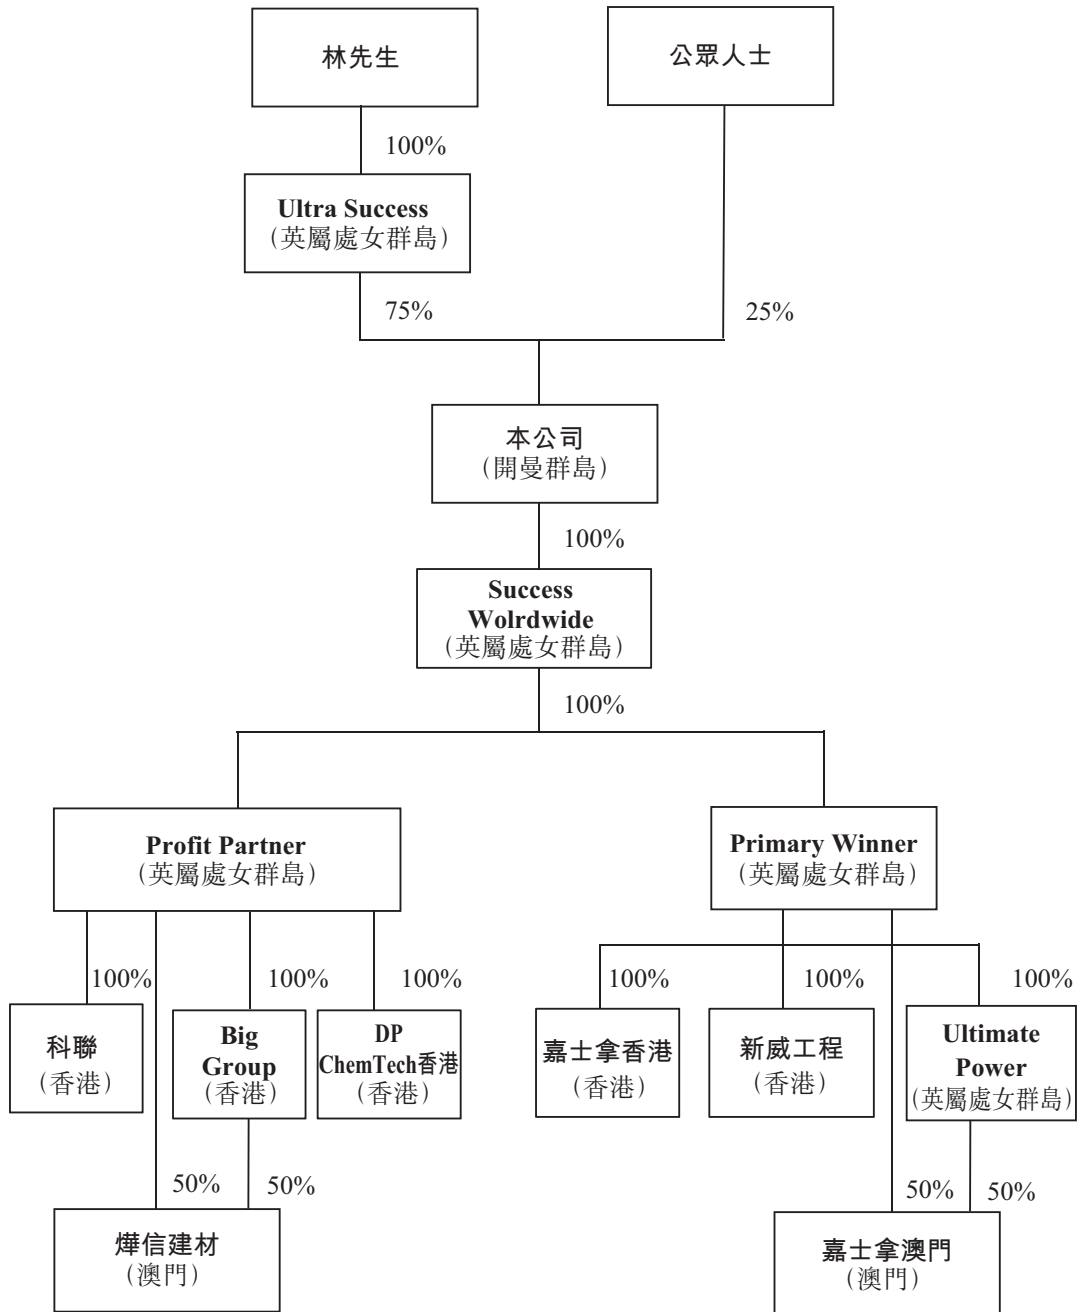 林先生
公眾人士
100%
Ultra Success
（英屬處女群島）
75%
25%
本公司
（開曼群島）
100%
Success
Wolrdwide
（英屬處女群島）
100%
Profit Partner
（英屬處女群島）
Primary Winner
（英屬處女群島）
100%
100%
100%
100%
100%
100%
科聯
（香港）
Big
Group
（香港）
DP
ChemTech香港
（香港）
嘉士拿香港
（香港）
新威工程
（香港）
Ultimate
Power
（英屬處女群島）
50%
50%
50%
50%
燁信建材
（澳門）
嘉士拿澳門
（澳門）